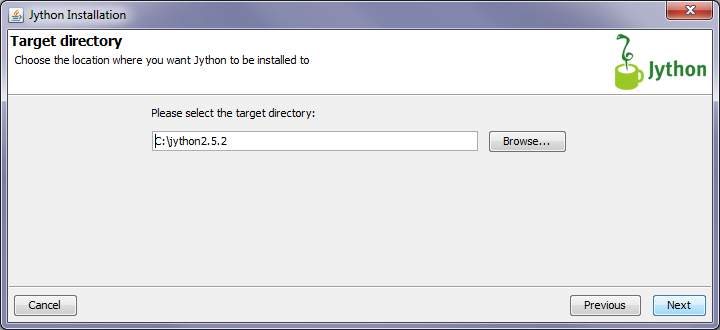 Jython Installation
Target directory
Choose the location where you want Jython to be installed to
Jython
Please select the target directory:
C:\jython2.5.2
Browse...
Cancel
Previous
Next